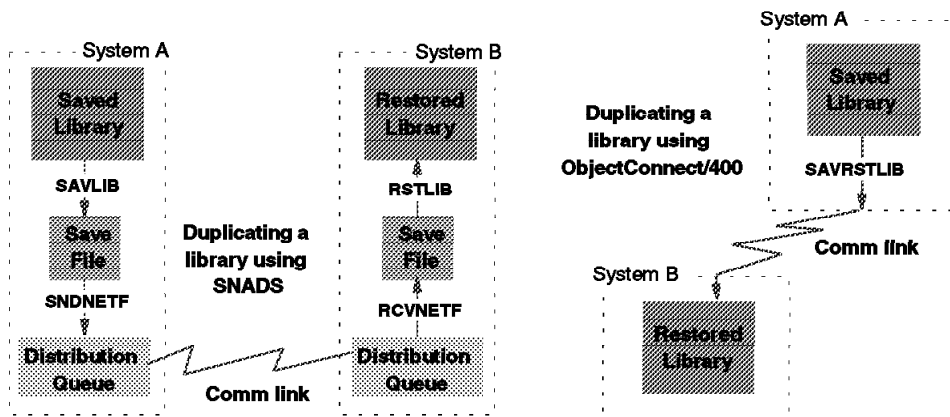 System A
Saved
Library
SAVLIB
Save
File
SNDNETF
Distribution
Queue
Duplicating a
library using
SNADS
Comm link
System B
Restored
Library
RSTLIB
Save
File
RCVNETF
Distribution
Queue
Duplicating a
library using
ObjectConnect/400
System A
Saved
Library
SAVRSTLIB
Comm link
System B
Restored
Library